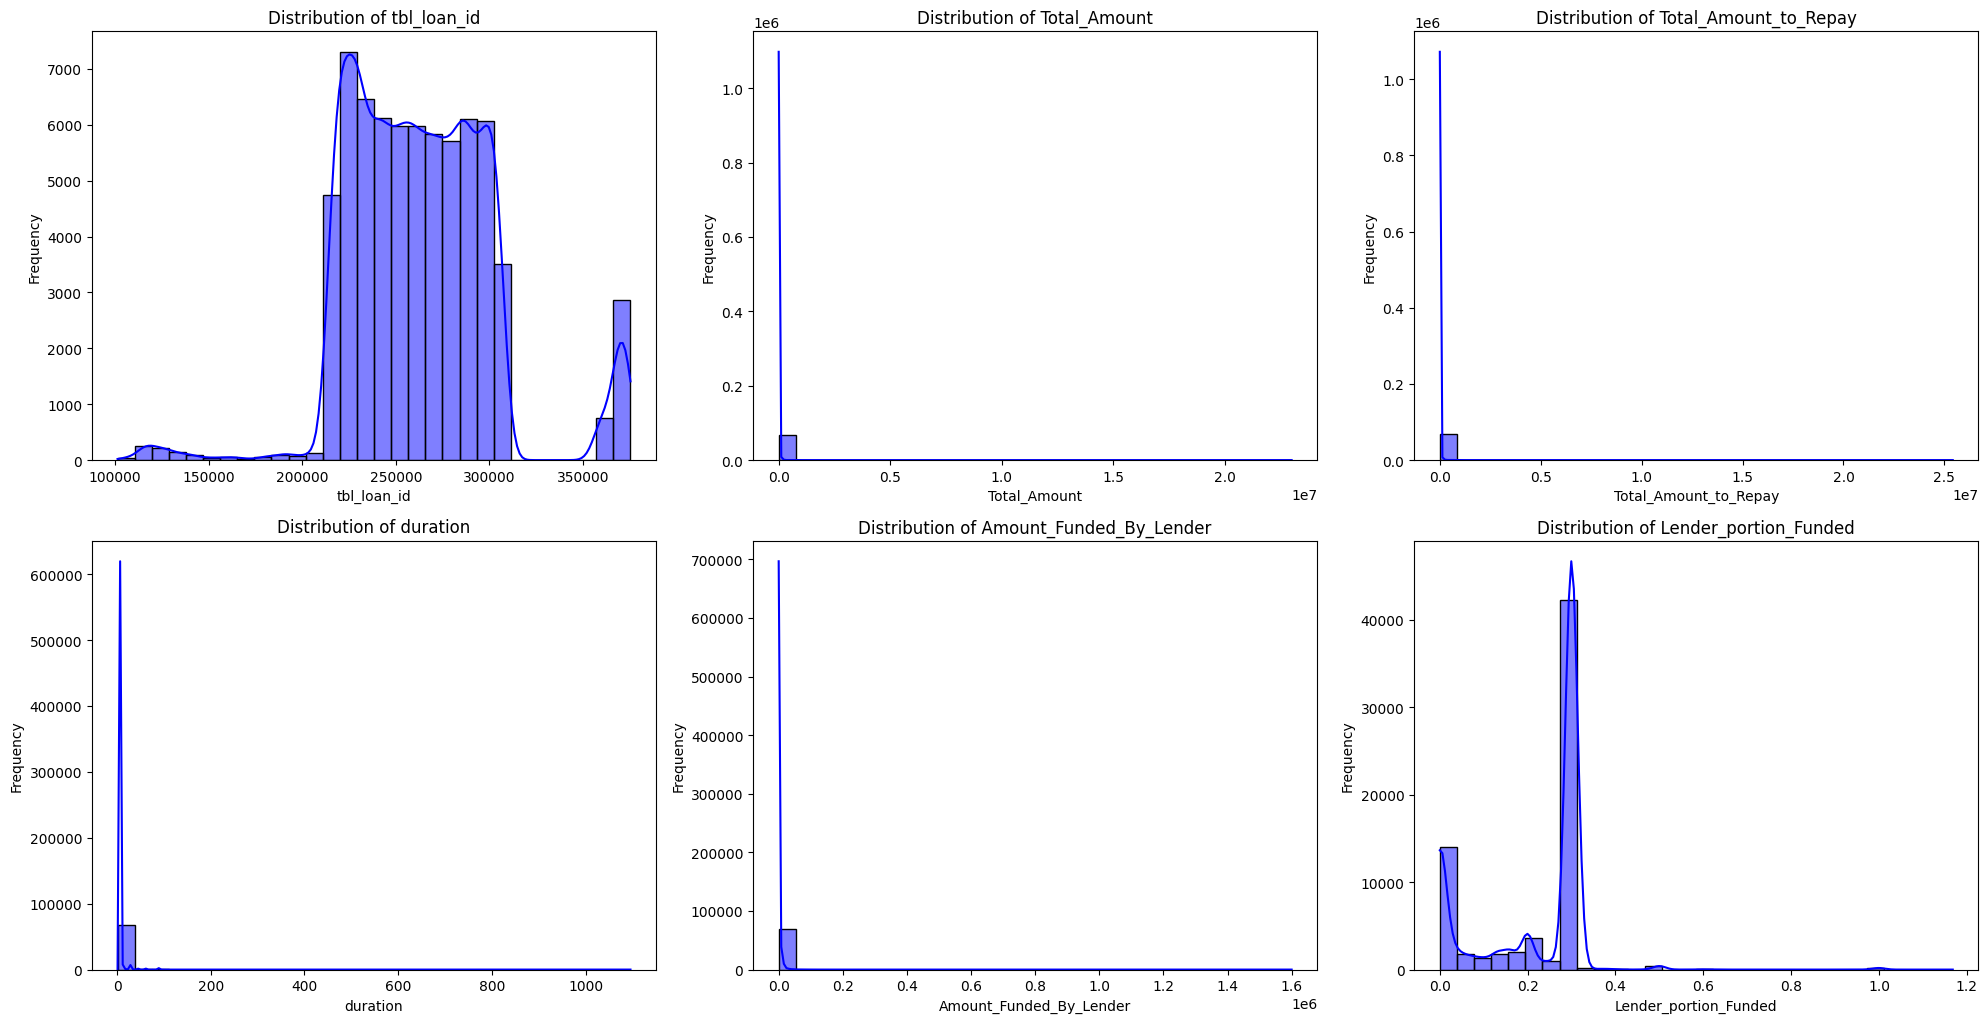 Distribution of tbl_loan_id
Frequency
7000
6000
5000
4000
3000
2000
1000
0
100000 150000 200000 250000 300000 350000
tbl_loan_id
Distribution of Total_Amount
1e6
Frequency
1.0
0.8
0.6
0.4
0.2
0.0
0.0 0.5 1.0 1.5 2.0
1e7
Total_Amount
Distribution of Total_Amount_to_Repay
1e6
Frequency
1.0
0.8
0.6
0.4
0.2
0.0
0.0 0.5 1.0 1.5 2.0 2.5
1e7
Total_Amount_to_Repay
Distribution of duration
Frequency
600000
500000
400000
300000
200000
100000
0
0 200 400 600 800 1000
duration
Distribution of Amount_Funded_By_Lender
Frequency
700000
600000
500000
400000
300000
200000
100000
0
0.0 0.2 0.4 0.6 0.8 1.0 1.2 1.4 1.6
1e6
Amount_Funded_By_Lender
Distribution of Lender_portion_Funded
Frequency
40000
30000
20000
10000
0
0.0 0.2 0.4 0.6 0.8 1.0 1.2
Lender_portion_Funded